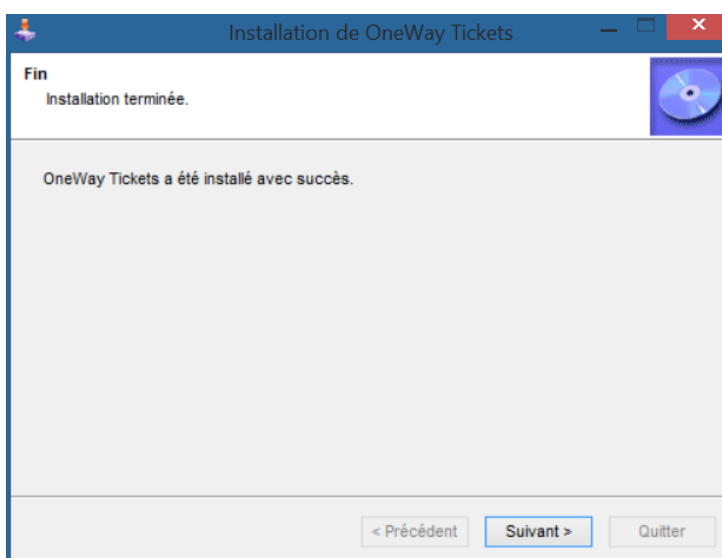 Installation de OneWay Tickets
Fin
Installation terminée.
OneWay Tickets a été installé avec succès.
< Précédent Suivant > Quitter